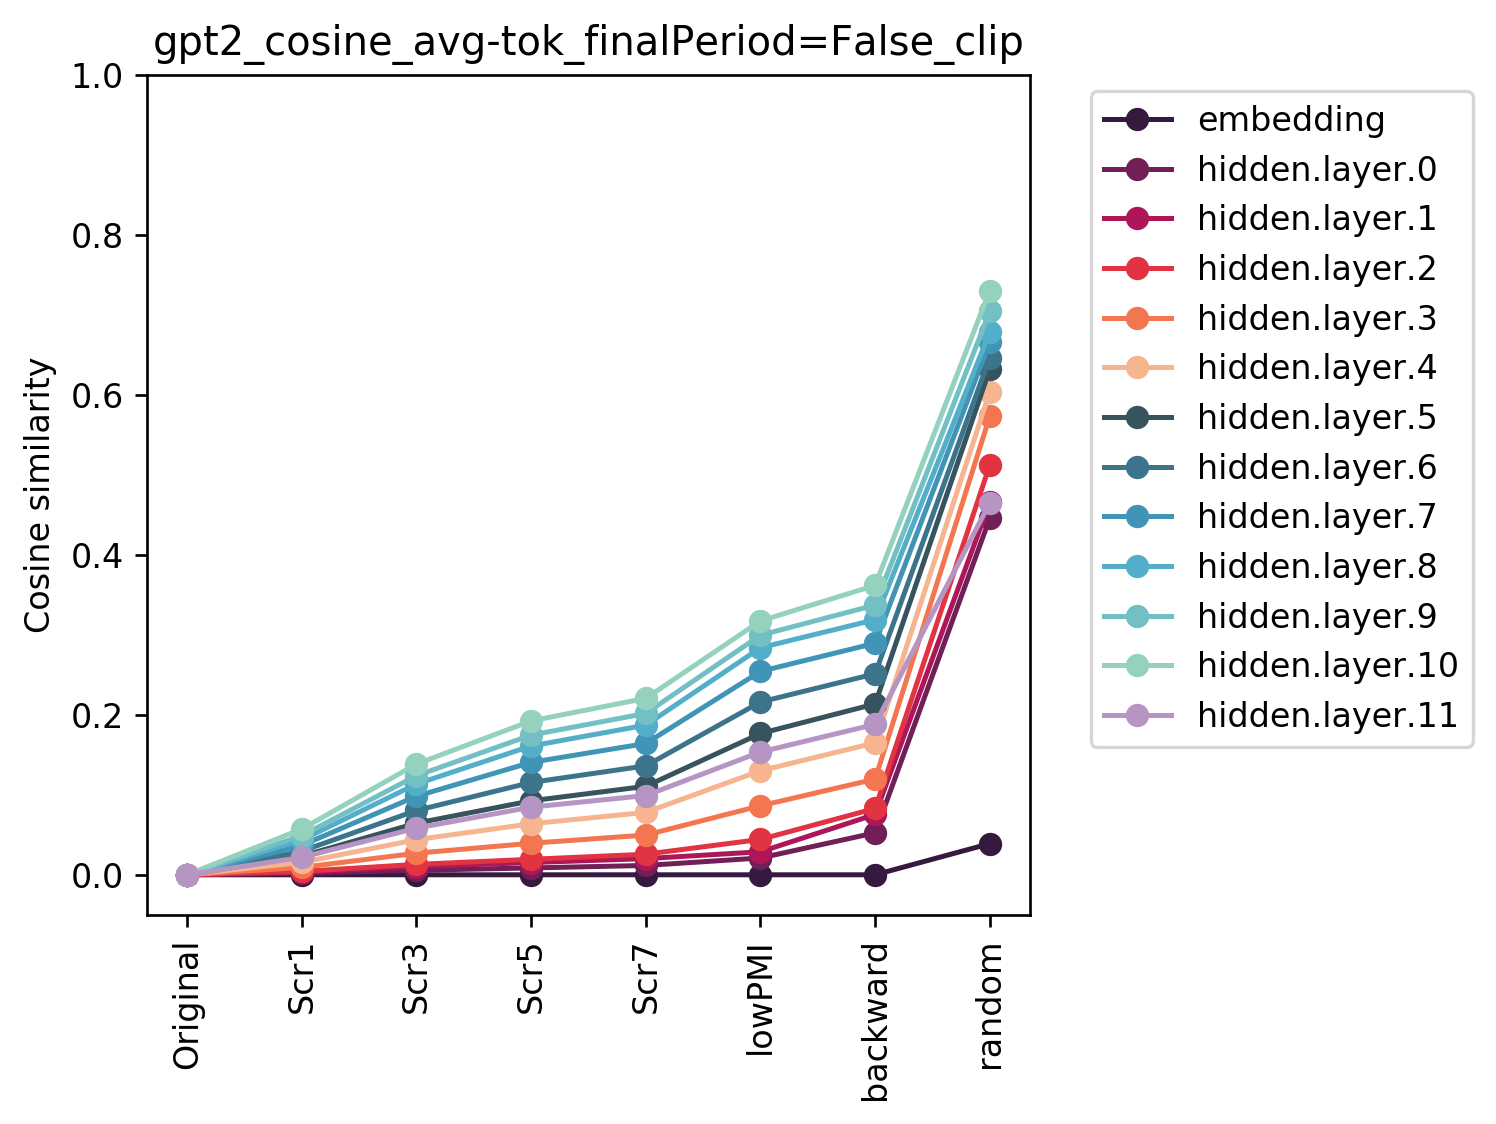 gpt2_cosine_avg-tok_finalPeriod=False_clip
1.0
0.8
0.6
0.4
0.2
0.0
Cosine similarity
Original
Scr1
Scr3
Scr5
Scr7
lowPMI
backward
random
embedding
hidden.layer.0
hidden.layer.1
hidden.layer.2
hidden.layer.3
hidden.layer.4
hidden.layer.5
hidden.layer.6
hidden.layer.7
hidden.layer.8
hidden.layer.9
hidden.layer.10
hidden.layer.11